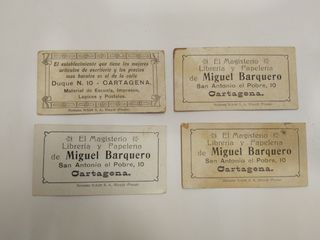 El establecimiento que tiene los mejores
artículos de escritorio y los precios
mas baratos es el de la calle
Duque N. 10 - CARTAGENA.
Material de Escuela, Impresos,
Lápices y Postales.
El Magisterio
Librería y Papelería
de Miguel Barquero
San Antonio el Pobre, 10
Cartagena.
El Magisterio
Librería y Papelería
de Miguel Barquero
San Antonio el Pobre, 10
Cartagena.
El Magisterio
Librería y Papelería
de Miguel Barquero
San Antonio el Pobre, 10
Cartagena.